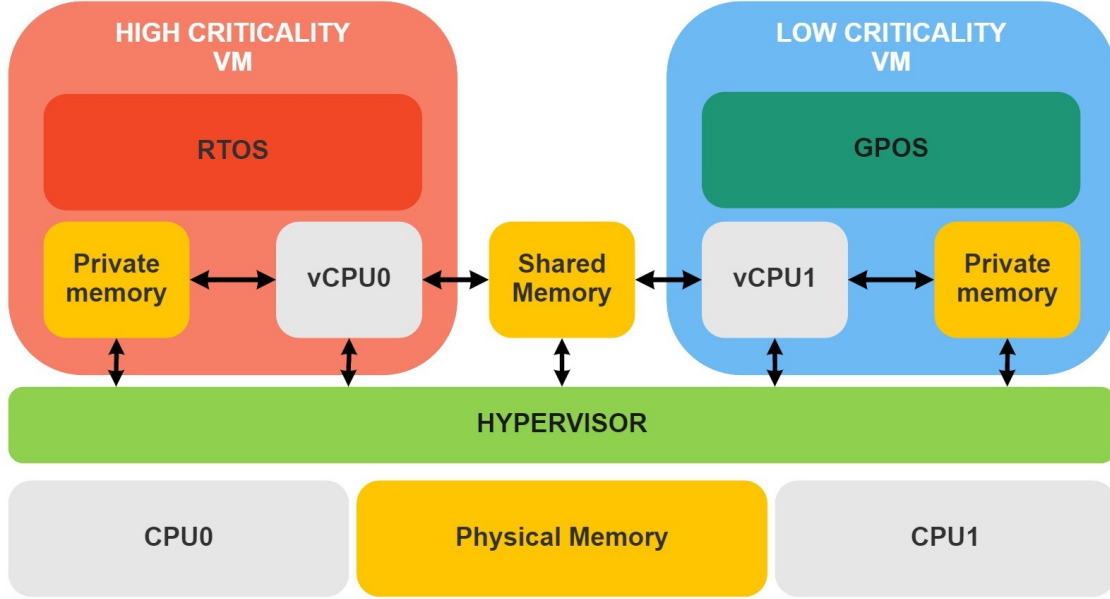 HIGH CRITICALITY
VM
LOW CRITICALITY
VM
RTOS
GPOS
Private
memory
vCPU0
Shared
Memory
vCPU1
Private
memory
HYPERVISOR
CPU0
Physical Memory
CPU1